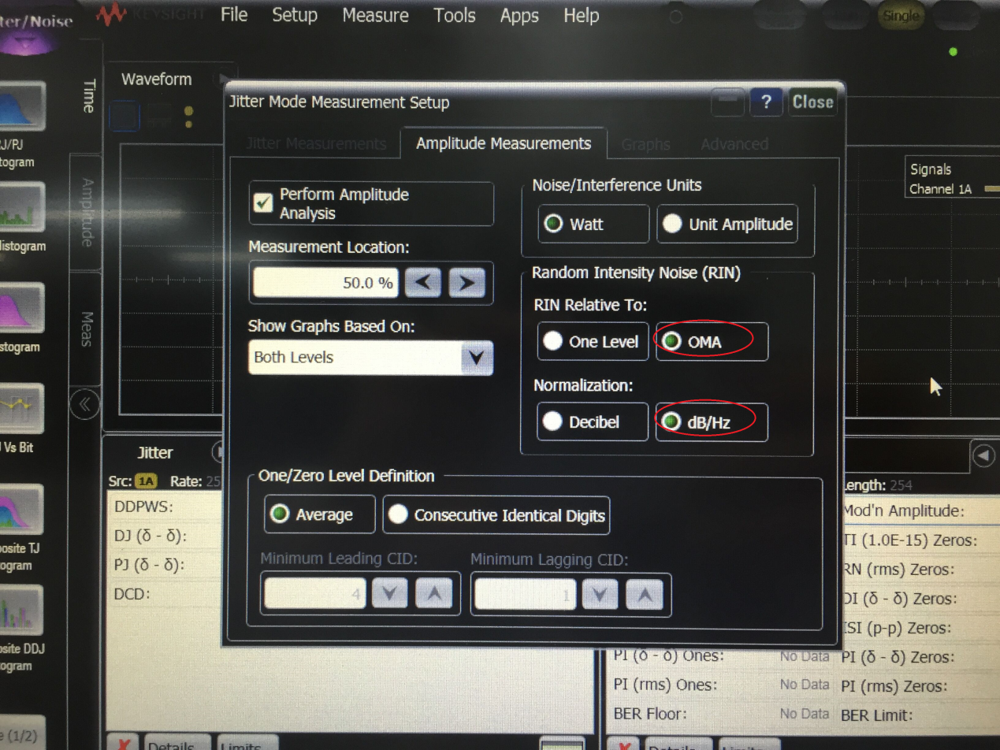 ter/Noise
KEYSIGHT
File Setup Measure Tools Apps Help
Single
Waveform
Time
Amplitude
Meas
RJ/PJ
togram
Histogram
stogram
J Vs Bit
posite TJ
togram
posite DDJ
togram
e (1/2)
Jitter Mode Measurement Setup
? Close
Jitter Measurements Amplitude Measurements Graphs Advanced
Perform Amplitude
Analysis
Measurement Location:
50.0 %
Show Graphs Based On:
Both Levels
Noise/Interference Units
Watt Unit Amplitude
Random Intensity Noise (RIN)
RIN Relative To:
One Level OMA
Normalization:
Decibel dB/Hz
One/Zero Level Definition
Average Consecutive Identical Digits
Minimum Leading CID: Minimum Lagging CID:
4 1
Signals
Channel 1A
Jitter
Src: 1A Rate: 25
DDPWS:
DJ (δ - δ):
PJ (δ - δ):
DCD:
Length: 254
Mod'n Amplitude:
TI (1.0E-15) Zeros:
RN (rms) Zeros:
DI (δ - δ) Zeros:
ISI (p-p) Zeros:
PI (δ - δ) Ones: No Data PI (δ - δ) Zeros:
PI (rms) Ones: No Data PI (rms) Zeros:
BER Floor: No Data BER Limit:
Details Limits
Details Limits